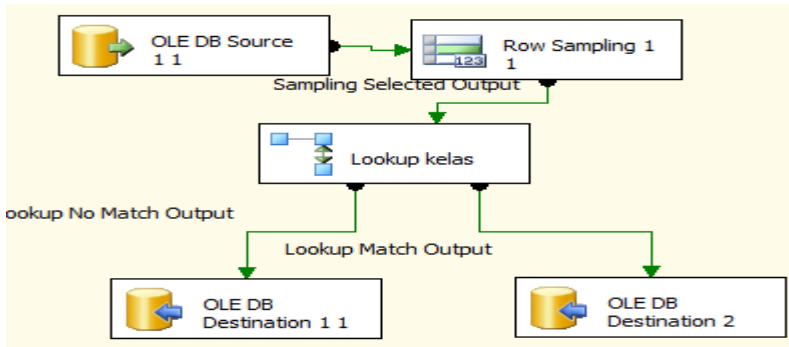 OLE DB Source
1 1
Row Sampling 1
1
123
Sampling Selected Output
Lookup kelas
ookup No Match Output
Lookup Match Output
OLE DB
Destination 1 1
OLE DB
Destination 2